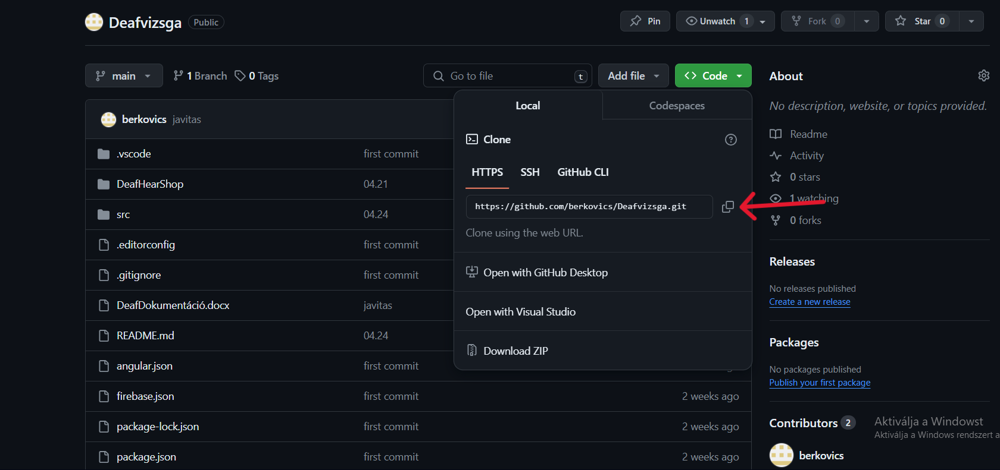 Deafvizsga Public
Pin Unwatch 1 Fork 0 Star 0
main 1 Branch 0 Tags Go to file t Add file Code
Local Codespaces
Clone
HTTPS SSH GitHub CLI
https://github.com/berkovics/Deafvizsga.git
Clone using the web URL.
Open with GitHub Desktop
Open with Visual Studio
Download ZIP
berkovics javitas
.vscode first commit
DeafHearShop 04.21
src 04.24
.editorconfig first commit
.gitignore first commit
DeafDokumentáció.docx javitas
README.md 04.24
angular.json first commit
firebase.json first commit 2 weeks ago
package-lock.json first commit 2 weeks ago
package.json first commit 2 weeks ago
About
No description, website, or topics provided.
Readme
Activity
0 stars
1 watching
0 forks
Releases
No releases published
Create a new release
Packages
No packages published
Publish your first package
Contributors 2
berkovics
Aktiválja a Windowst
Aktiválja a Windows rendszert a